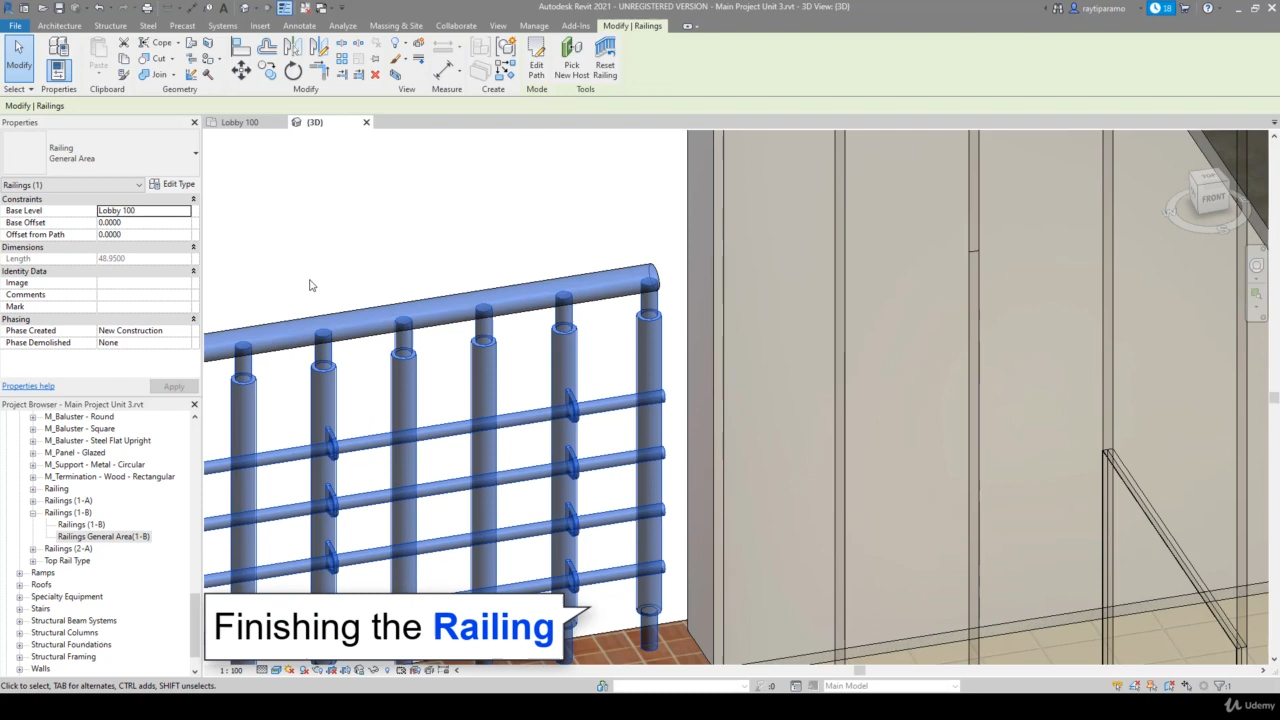 Autodesk Revit 2021 - UNREGISTERED VERSION - Main Project Unit 3.rvt - 3D View: {3D}
raytiparamo
18
File
Architecture
Structure
Steel
Precast
Systems
Insert
Annotate
Analyze
Massing & Site
Collaborate
View
Manage
Add-Ins
Modify | Railings
Modify
Paste
Cope
Cut
Join
Edit
Path
Pick
New Host
Reset
Railing
Select
Properties
Clipboard
Geometry
Modify
View
Measure
Create
Mode
Tools
Modify | Railings
Properties
Lobby 100
{3D}
Railing
General Area
Railings (1)
Edit Type
Constraints
Base Level
Lobby 100
Base Offset
0.0000
Offset from Path
0.0000
Dimensions
Length
48.9500
Identity Data
Image
Comments
Mark
Phasing
Phase Created
New Construction
Phase Demolished
None
Properties help
Apply
Project Browser - Main Project Unit 3.rvt
M_Baluster - Round
M_Baluster - Square
M_Baluster - Steel Flat Upright
M_Panel - Glazed
M_Support - Metal - Circular
M_Termination - Wood - Rectangular
Railing
Railings (1-A)
Railings (1-B)
Railings (1-B)
Railings General Area(1-B)
Railings (2-A)
Top Rail Type
Ramps
Roofs
Specialty Equipment
Stairs
Structural Beam Systems
Structural Columns
Structural Foundations
Structural Framing
Walls
TOP
FRONT
Finishing the Railing
1 : 100
Click to select, TAB for alternates, CTRL adds, SHIFT unselects.
:0
Main Model
:1
Udemy